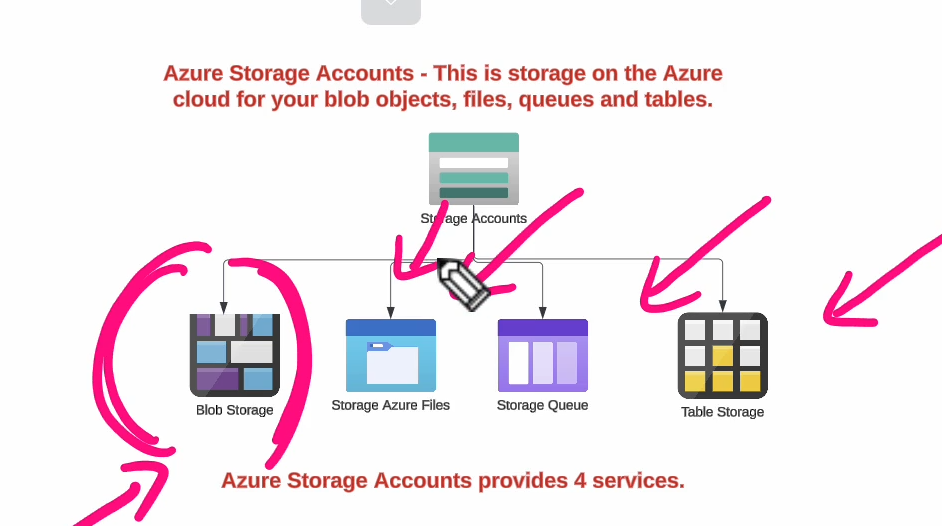 Azure Storage Accounts - This is storage on the Azure
cloud for your blob objects, files, queues and tables.
Storage Accounts
Blob Storage
Storage Azure Files
Storage Queue
Table Storage
Azure Storage Accounts provides 4 services.